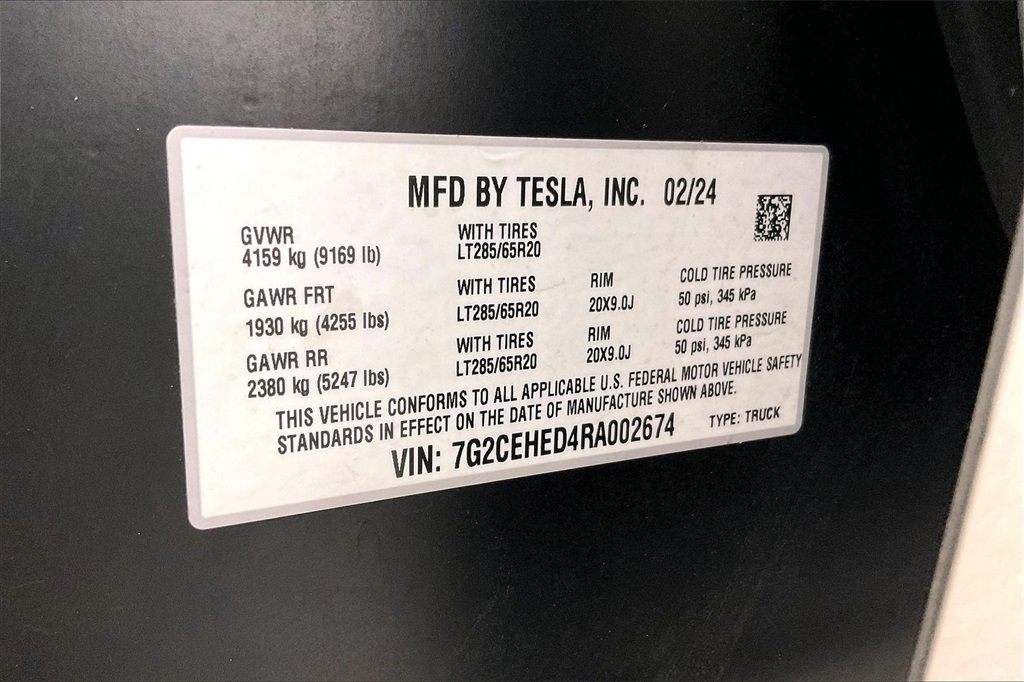 MFD BY TESLA, INC. 02/24
GVWR
4159 kg (9169 lb)
WITH TIRES
LT285/65R20
GAWR FRT
1930 kg (4255 lbs)
WITH TIRES
LT285/65R20
RIM
20X9.0J
COLD TIRE PRESSURE
50 psi, 345 kPa
GAWR RR
2380 kg (5247 lbs)
WITH TIRES
LT285/65R20
RIM
20X9.0J
COLD TIRE PRESSURE
50 psi, 345 kPa
THIS VEHICLE CONFORMS TO ALL APPLICABLE U.S. FEDERAL MOTOR VEHICLE SAFETY
STANDARDS IN EFFECT ON THE DATE OF MANUFACTURE SHOWN ABOVE.
VIN: 7G2CEHED4RA002674
TYPE: TRUCK